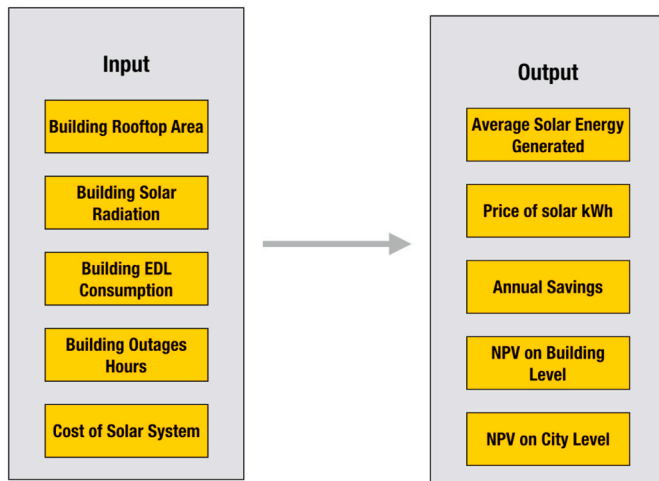 Input
Building Rooftop Area
Building Solar
Radiation
Building EDL
Consumption
Building Outages
Hours
Cost of Solar System
Output
Average Solar Energy
Generated
Price of solar kWh
Annual Savings
NPV on Building
Level
NPV on City Level